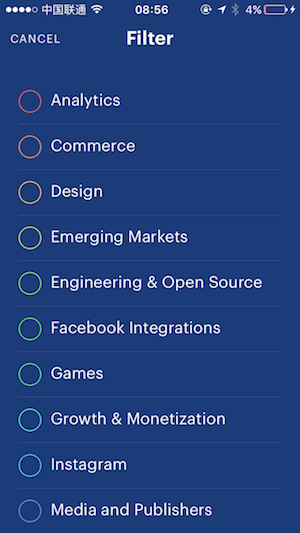 中国联通 08:56 4%
CANCEL Filter
Analytics
Commerce
Design
Emerging Markets
Engineering & Open Source
Facebook Integrations
Games
Growth & Monetization
Instagram
Media and Publishers